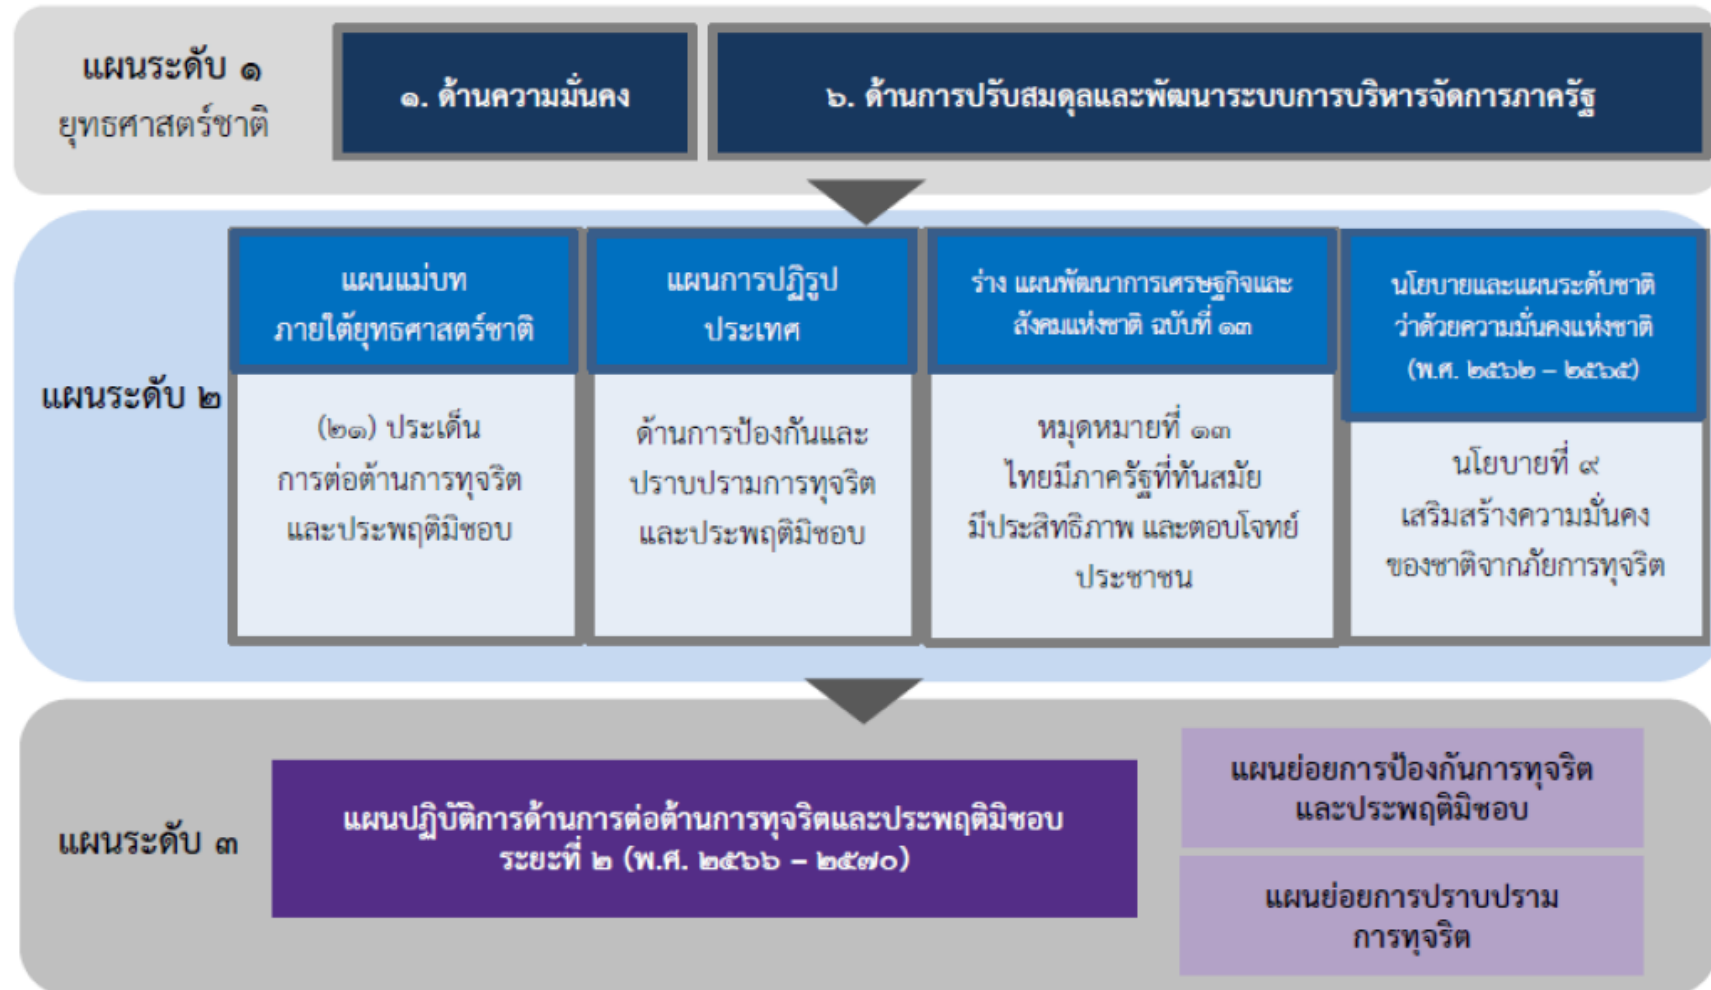 แผนระดับ ๑
ยุทธศาสตร์ชาติ
๑. ด้านความมั่นคง
๖. ด้านการปรับสมดุลและพัฒนาระบบการบริหารจัดการภาครัฐ
แผนระดับ ๒
แผนแม่บท
ภายใต้ยุทธศาสตร์ชาติ
(๒๑) ประเด็น
การต่อต้านการทุจริต
และประพฤติมิชอบ
แผนการปฏิรูป
ประเทศ
ด้านการป้องกันและ
ปราบปรามการทุจริต
และประพฤติมิชอบ
ร่าง แผนพัฒนาการเศรษฐกิจและ
สังคมแห่งชาติ ฉบับที่ ๑๓
หมุดหมายที่ ๑๓
ไทยมีภาครัฐที่ทันสมัย
มีประสิทธิภาพ และตอบโจทย์
ประชาชน
นโยบายและแผนระดับชาติ
ว่าด้วยความมั่นคงแห่งชาติ
(พ.ศ. ๒๕๖๒ – ๒๕๖๕)
นโยบายที่ ๙
เสริมสร้างความมั่นคง
ของชาติจากภัยการทุจริต
แผนระดับ ๓
แผนปฏิบัติการด้านการต่อต้านการทุจริตและประพฤติมิชอบ
ระยะที่ ๒ (พ.ศ. ๒๕๖๖ – ๒๕๗๐)
แผนย่อยการป้องกันการทุจริต
และประพฤติมิชอบ
แผนย่อยการปราบปราม
การทุจริต